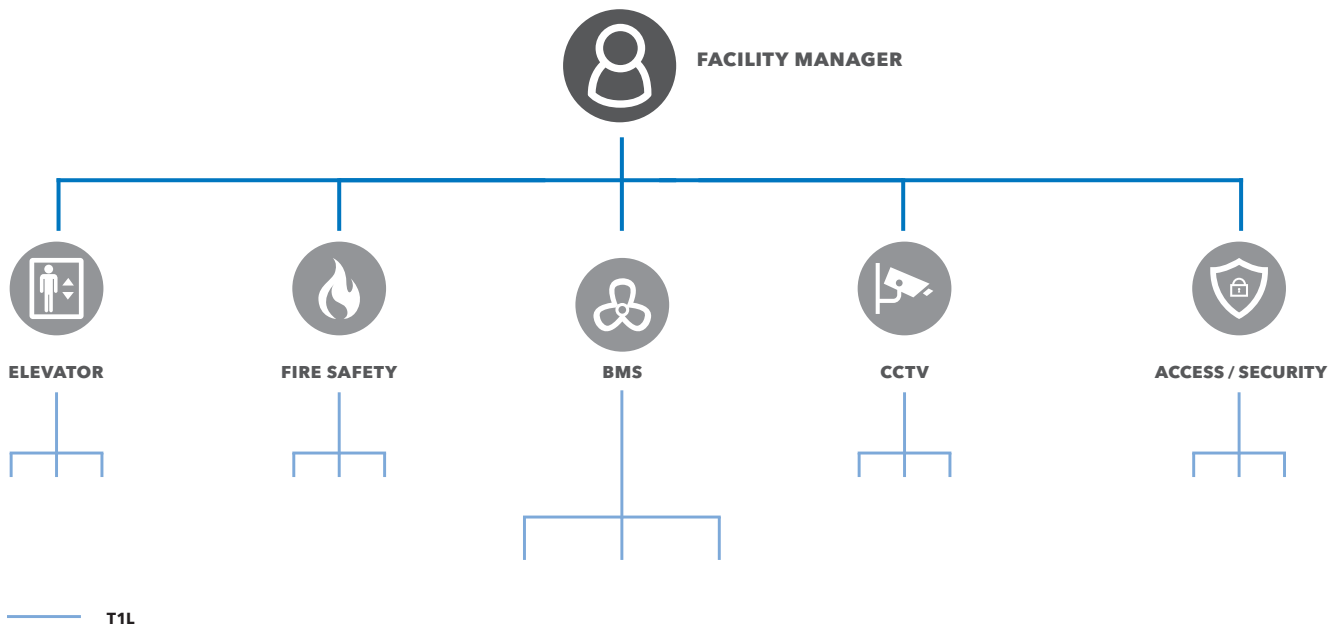 FACILITY MANAGER
ELEVATOR
FIRE SAFETY
BMS
CCTV
ACCESS / SECURITY
T1L